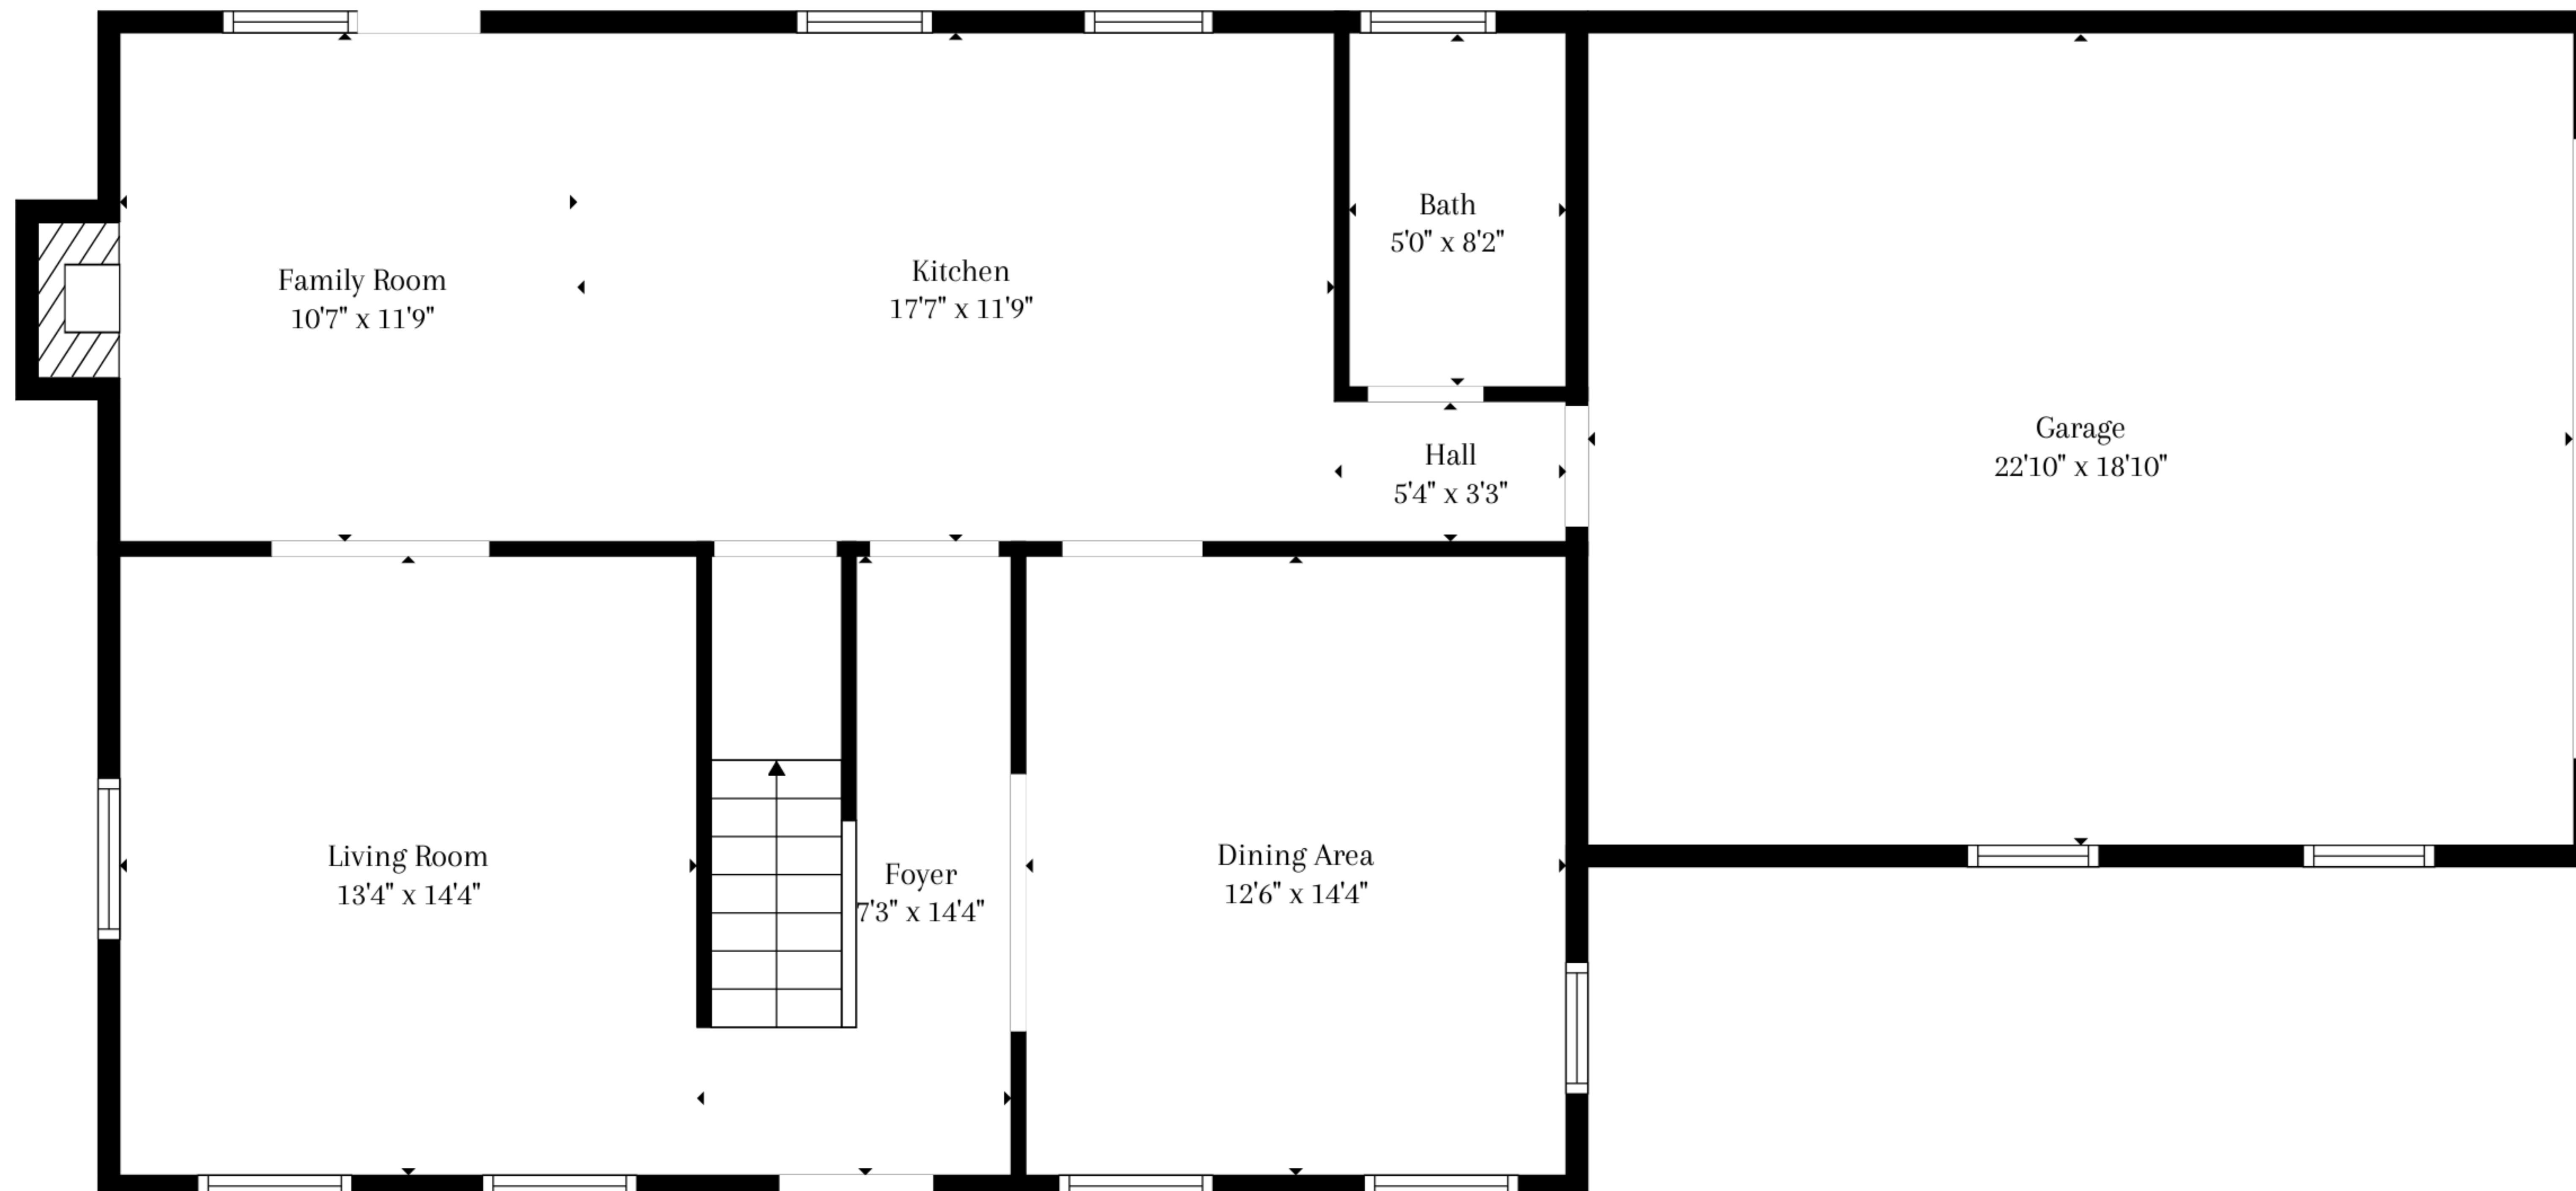 Family Room
10'7" x 11'9"
Kitchen
17'7" x 11'9"
Bath
5'0" x 8'2"
Hall
5'4" x 3'3"
Garage
22'10" x 18'10"
Living Room
13'4" x 14'4"
Foyer
7'3" x 14'4"
Dining Area
12'6" x 14'4"